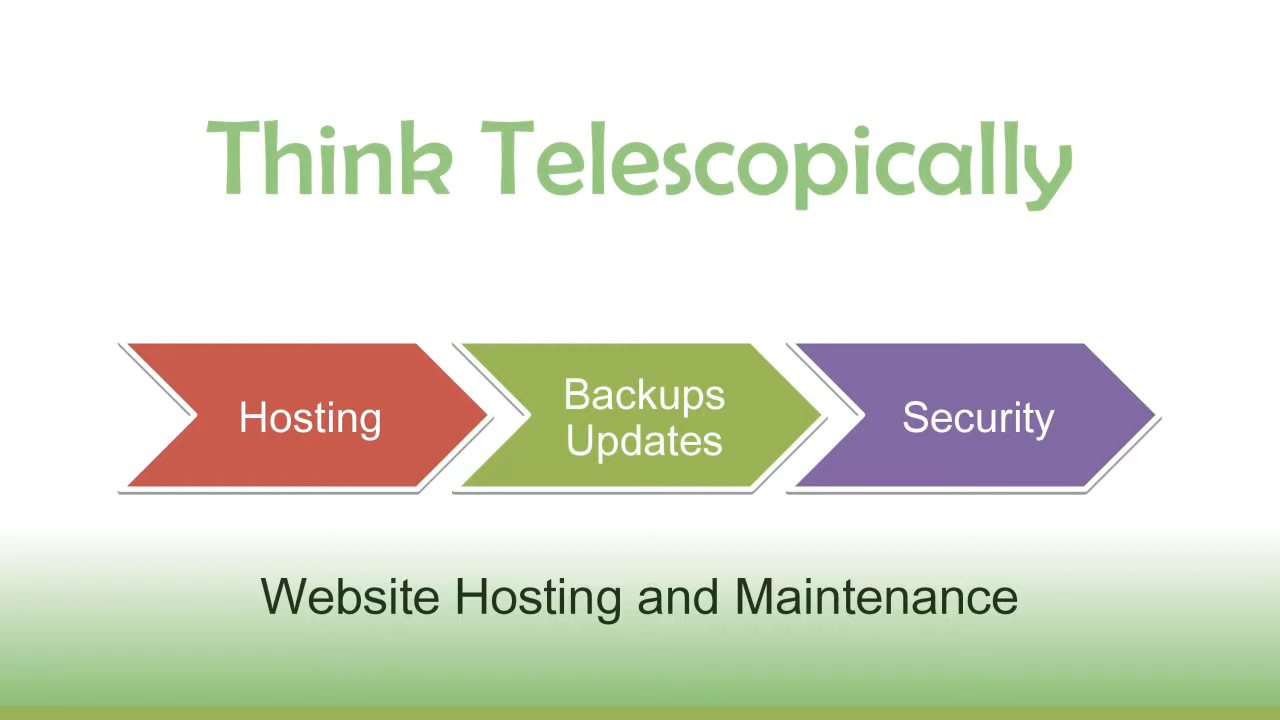 Think Telescopically
Hosting
Backups
Updates
Security
Website Hosting and Maintenance